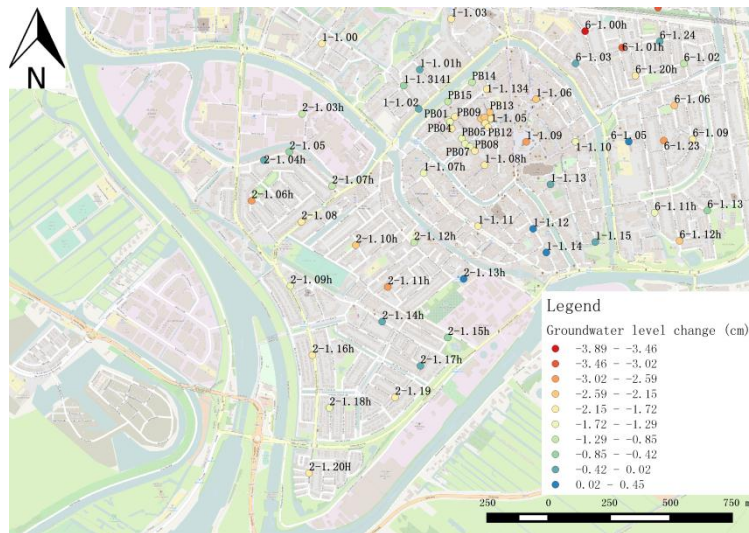 1-1.03
6-1.00h
6-1.24
1-1.00
6-1.01h
6-1.03
6-1.02
1-1.01h
6-1.20h
1-1.3141
PB14
1-1.134
PB15
1-1.06
1-1.02
6-1.06
2-1.03h
PB01
PB09
PB13
1-1.05
PB04
PB05
PB12
1-1.09
1-1.10
6-1.05
6-1.09
6-1.23
PB08
PB07
2-1.05
2-1.04h
1-1.07h
1-1.08h
2-1.07h
1-1.13
2-1.06h
6-1.11h
6-1.13
2-1.08
1-1.11
1-1.12
2-1.10h
2-1.12h
1-1.14
1-1.15
6-1.12h
2-1.09h
2-1.11h
2-1.13h
N
Legend
Groundwater level change (cm)
-3.89 - -3.46
-3.46 - -3.02
-3.02 - -2.59
-2.59 - -2.15
-2.15 - -1.72
-1.72 - -1.29
-1.29 - -0.85
-0.85 - -0.42
-0.42 - 0.02
0.02 - 0.45
2-1.14h
2-1.15h
2-1.16h
2-1.17h
2-1.19
2-1.18h
2-1.20H
250 0 250 500 750 m